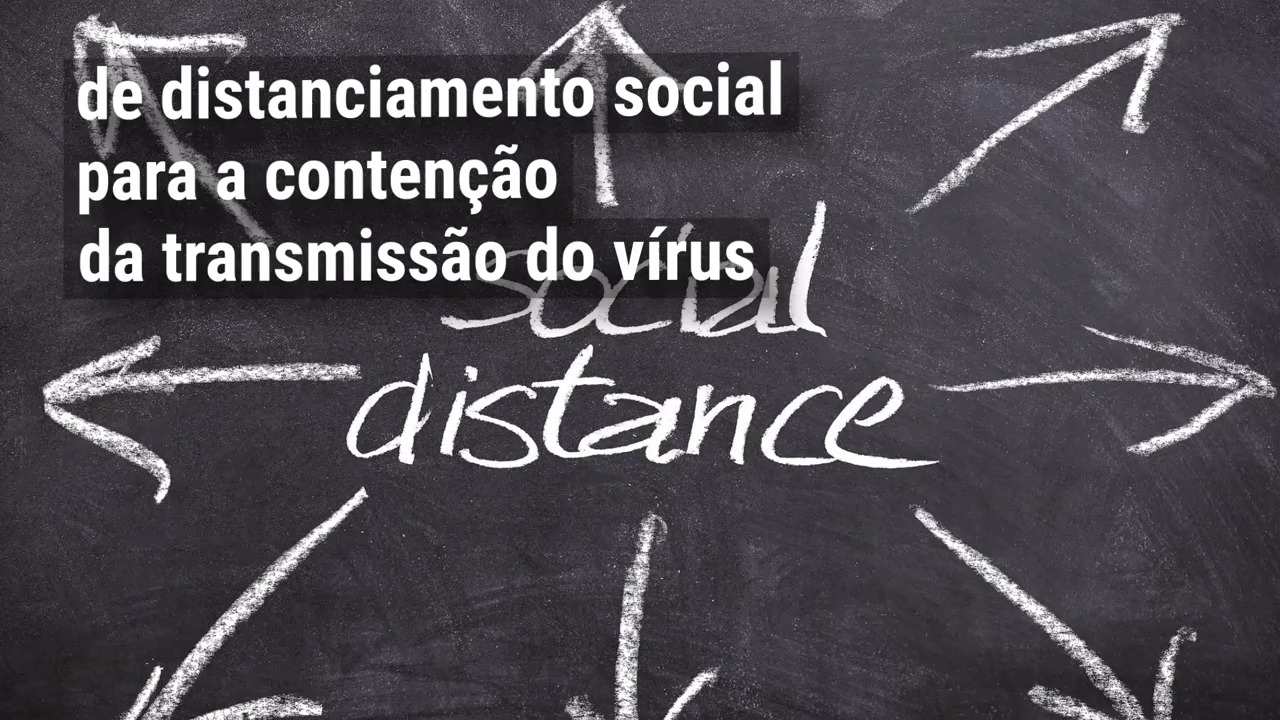 de distanciamento social
para a contenção
da transmissão do vírus
social
distance